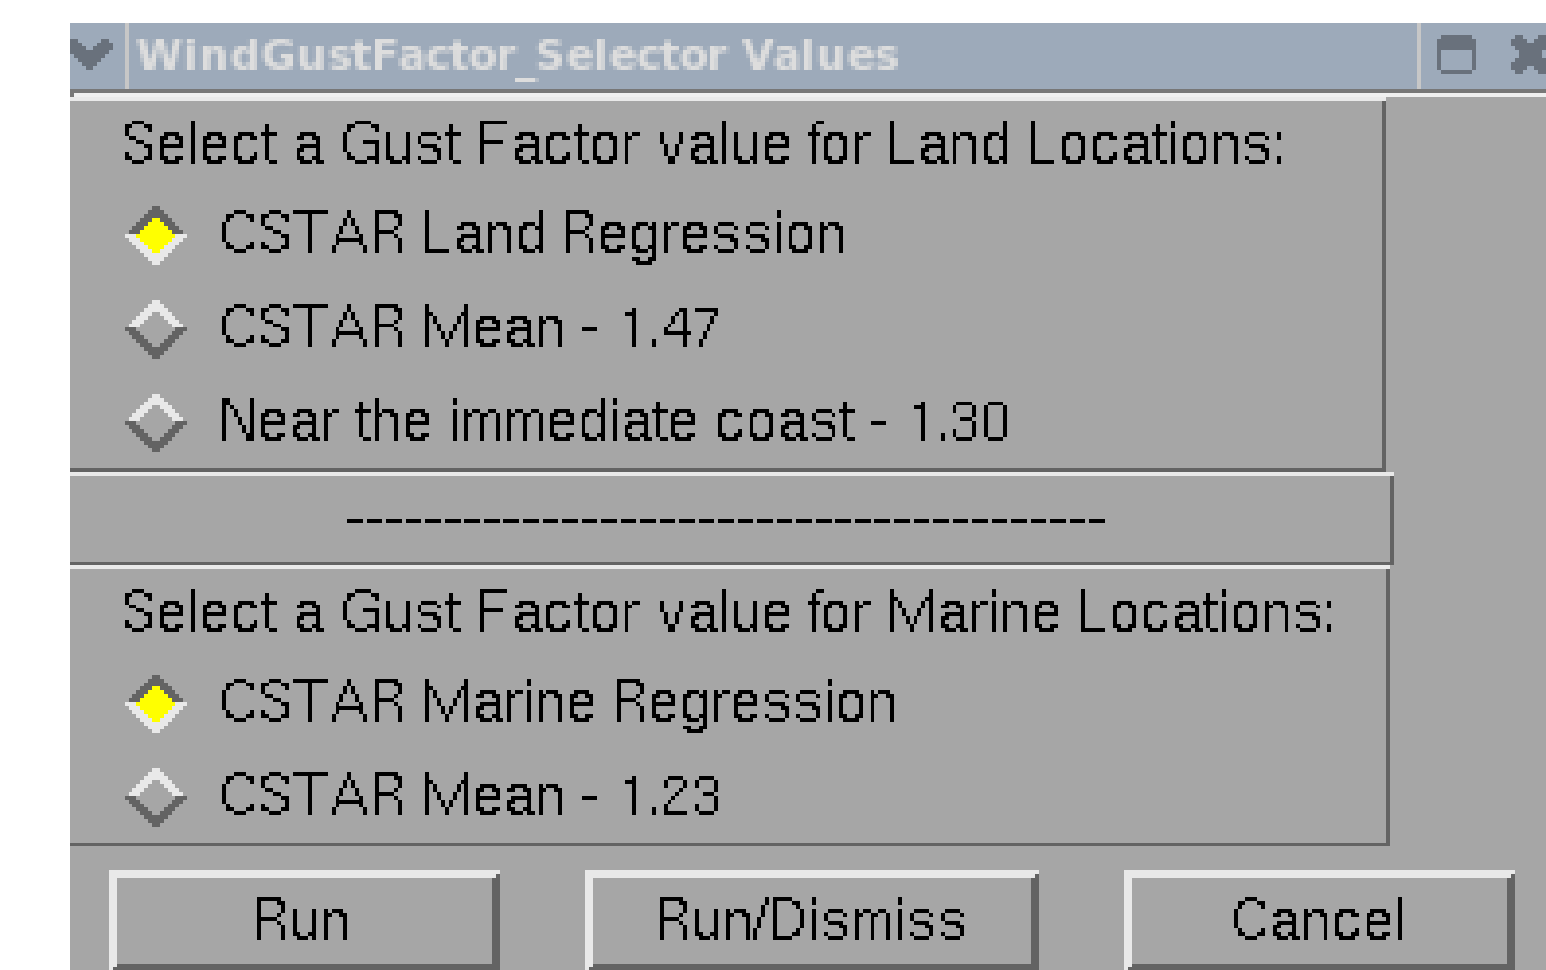 WindGustFactor_Selector Values
Select a Gust Factor value for Land Locations:
CSTAR Land Regression
CSTAR Mean - 1.47
Near the immediate coast - 1.30
---------------------------------------
Select a Gust Factor value for Marine Locations:
CSTAR Marine Regression
CSTAR Mean - 1.23
Run Run/Dismiss Cancel